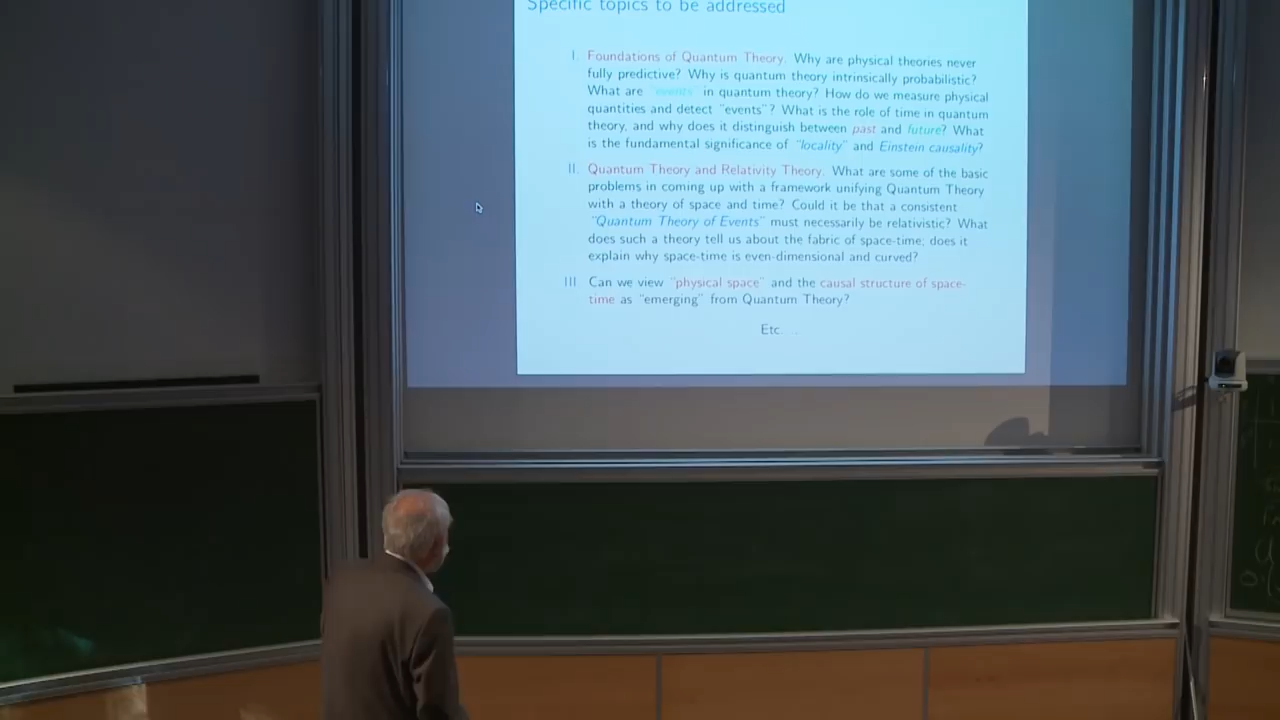 Specific topics to be addressed
I. Foundations of Quantum Theory. Why are physical theories never
fully predictive? Why is quantum theory intrinsically probabilistic?
What are "events" in quantum theory? How do we measure physical
quantities and detect "events"? What is the role of time in quantum
theory, and why does it distinguish between past and future? What
is the fundamental significance of "locality" and Einstein causality?
II. Quantum Theory and Relativity Theory. What are some of the basic
problems in coming up with a framework unifying Quantum Theory
with a theory of space and time? Could it be that a consistent
"Quantum Theory of Events" must necessarily be relativistic? What
does such a theory tell us about the fabric of space-time; does it
explain why space-time is even-dimensional and curved?
III. Can we view "physical space" and the causal structure of space-
time as "emerging" from Quantum Theory?
Etc. ...